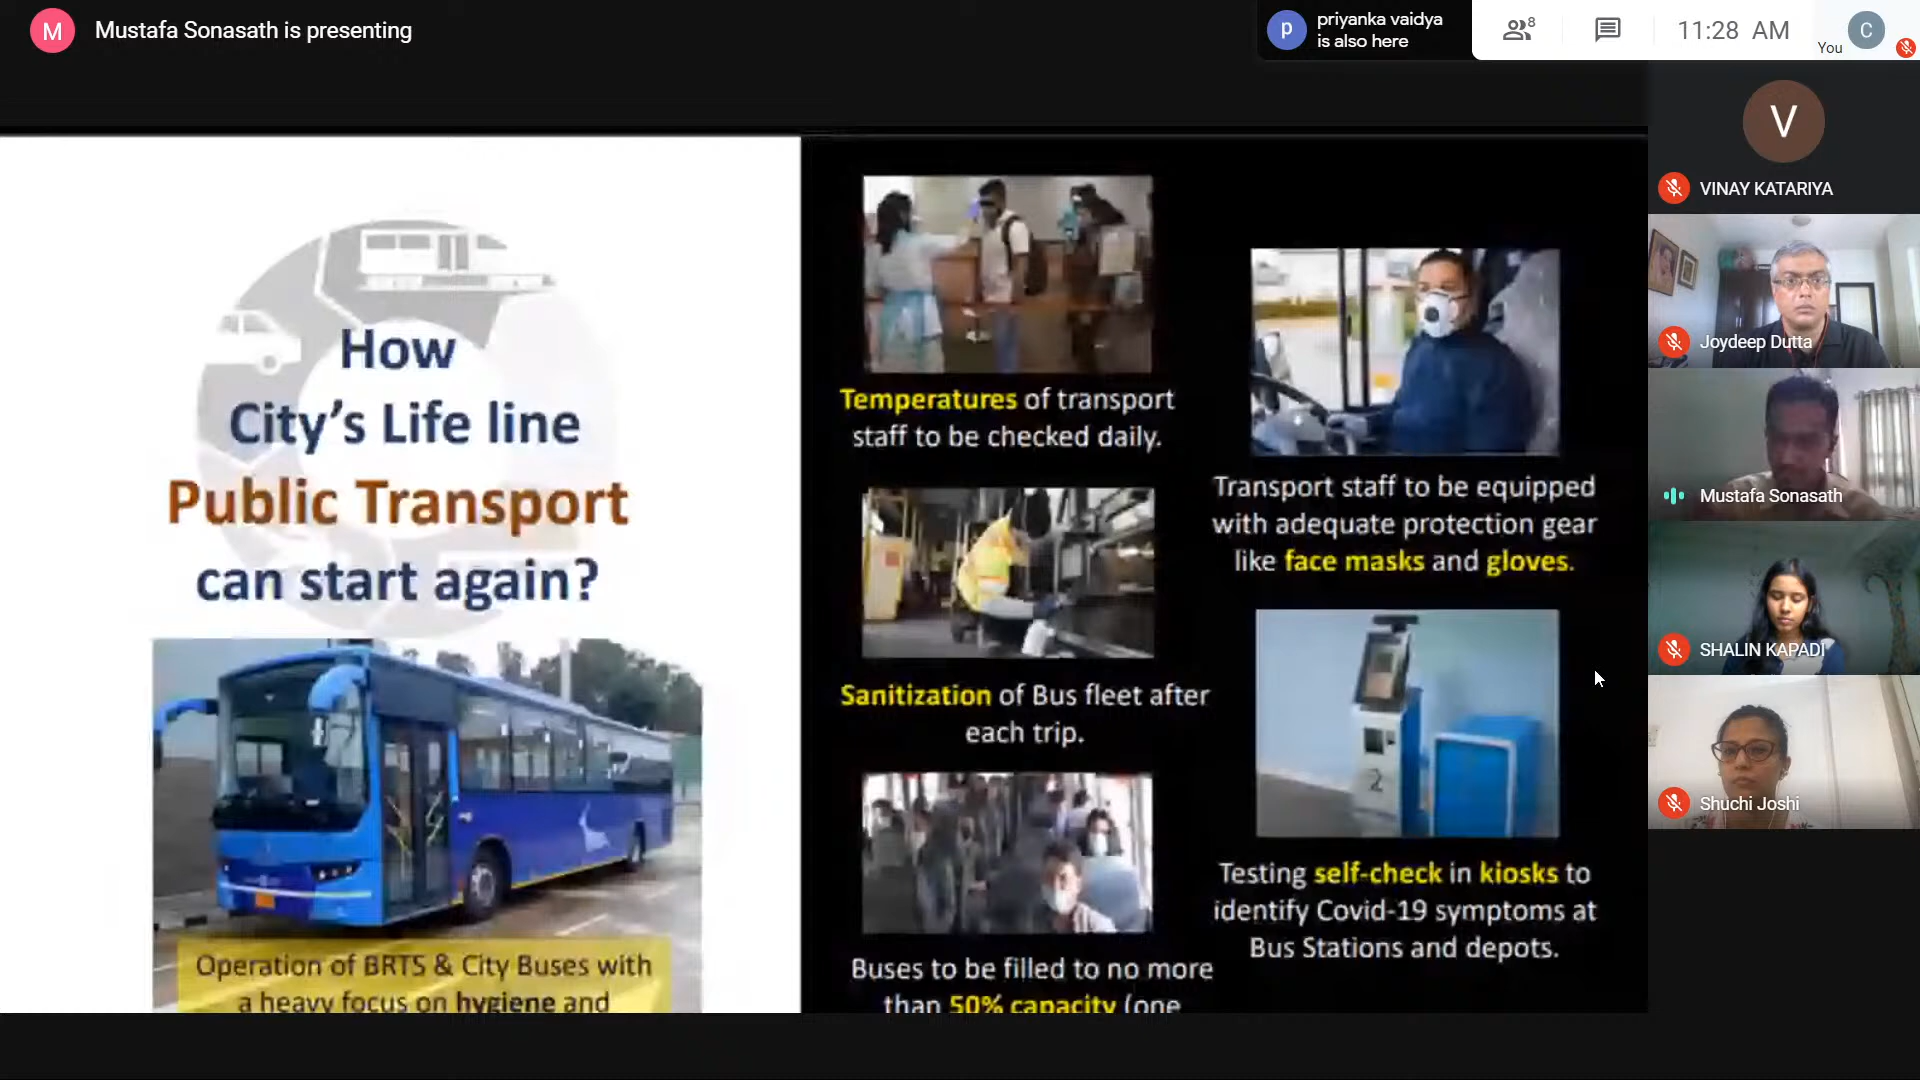 M
Mustafa Sonasath is presenting
p
priyanka vaidya
is also here
8
11:28 AM
You
C
V
VINAY KATARIYA
Joydeep Dutta
Mustafa Sonasath
SHALIN KAPADI
Shuchi Joshi
How
City's Life line
Public Transport
can start again?
Operation of BRTS & City Buses with
a heavy focus on hygiene and
Temperatures of transport
staff to be checked daily.
Sanitization of Bus fleet after
each trip.
Buses to be filled to no more
than 50% capacity (one
Transport staff to be equipped
with adequate protection gear
like face masks and gloves.
2
Testing self-check in kiosks to
identify Covid-19 symptoms at
Bus Stations and depots.